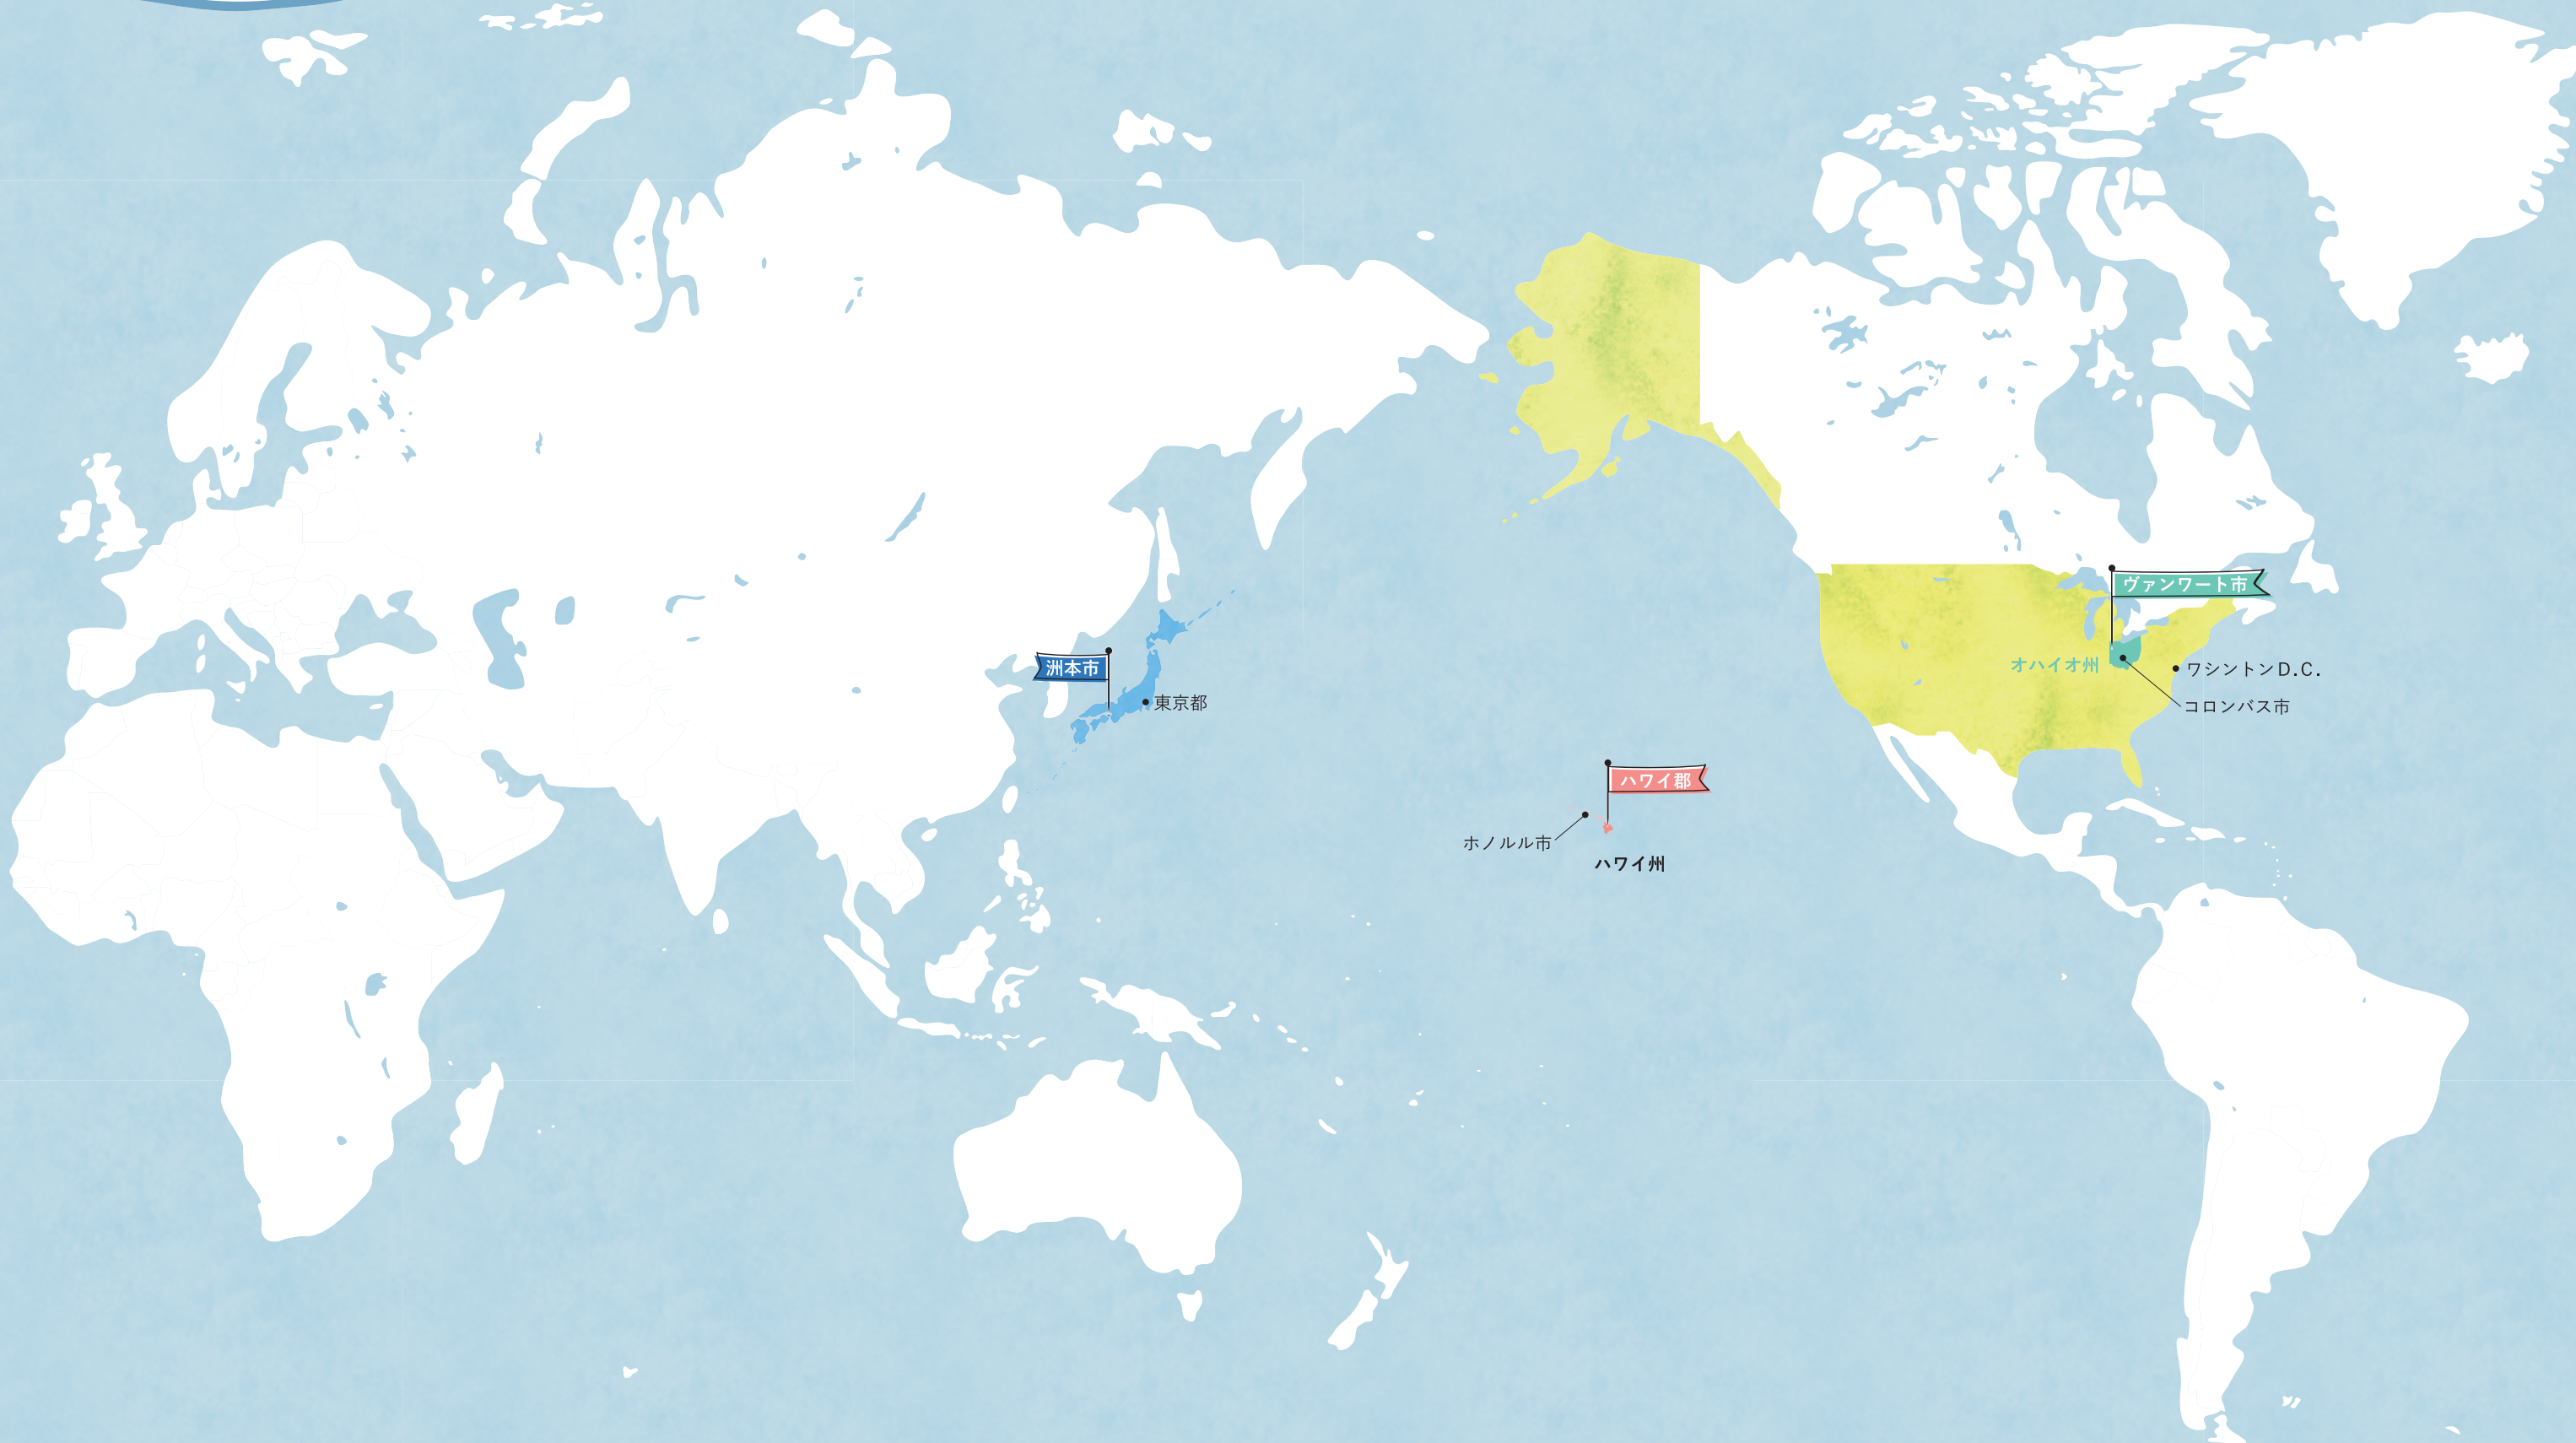 ヴァンワート市
洲本市
オハイオ州
ワシントンD.C.
東京都
コロンバス市
ハワイ郡
ホノルル市
ハワイ州